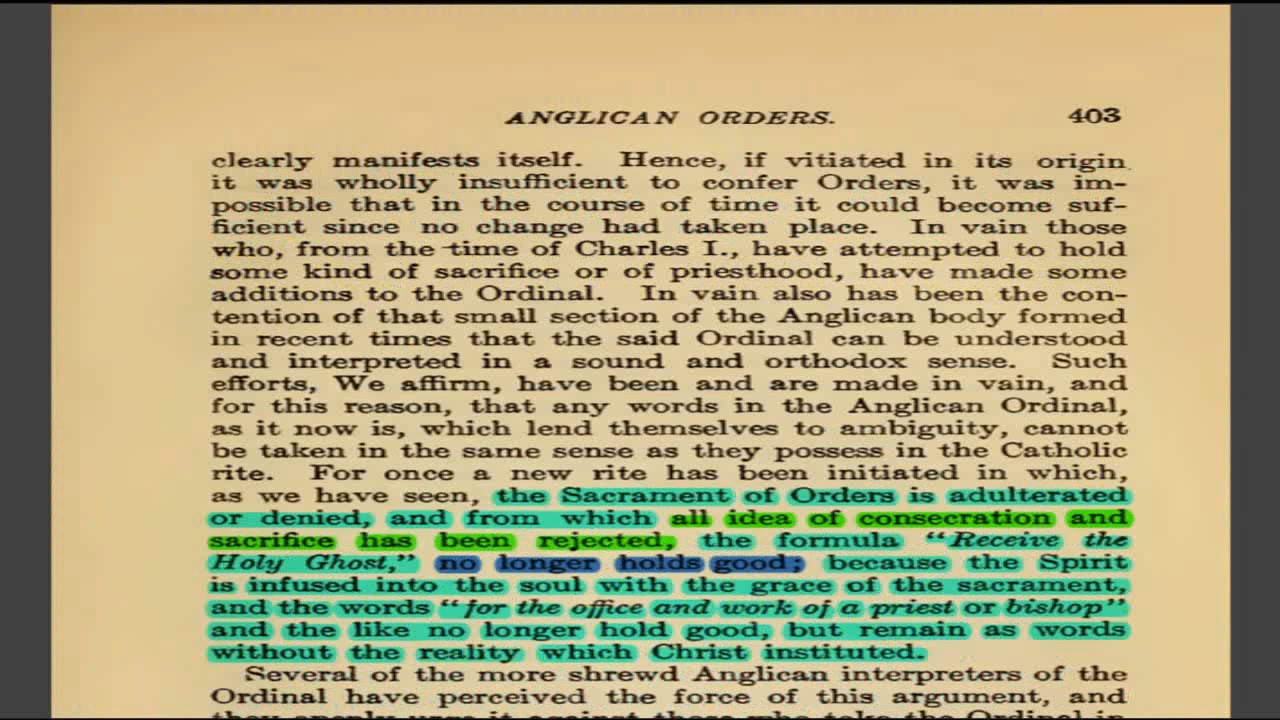 ANGLICAN ORDERS. 403
clearly manifests itself. Hence, if vitiated in its origin
it was wholly insufficient to confer Orders, it was im-
possible that in the course of time it could become suf-
ficient since no change had taken place. In vain those
who, from the time of Charles I., have attempted to hold
some kind of sacrifice or of priesthood, have made some
additions to the Ordinal. In vain also has been the con-
tention of that small section of the Anglican body formed
in recent times that the said Ordinal can be understood
and interpreted in a sound and orthodox sense. Such
efforts, We affirm, have been and are made in vain, and
for this reason, that any words in the Anglican Ordinal,
as it now is, which lend themselves to ambiguity, cannot
be taken in the same sense as they possess in the Catholic
rite. For once a new rite has been initiated in which,
as we have seen, the Sacrament of Orders is adulterated
or denied, and from which all idea of consecration and
sacrifice has been rejected, the formula "Receive the
Holy Ghost," no longer holds good; because the Spirit
is infused into the soul with the grace of the sacrament,
and the words "for the office and work of a priest or bishop"
and the like no longer hold good, but remain as words
without the reality which Christ instituted.
Several of the more shrewd Anglican interpreters of the
Ordinal have perceived the force of this argument, and
they openly urge it against those who take the Ordinal in